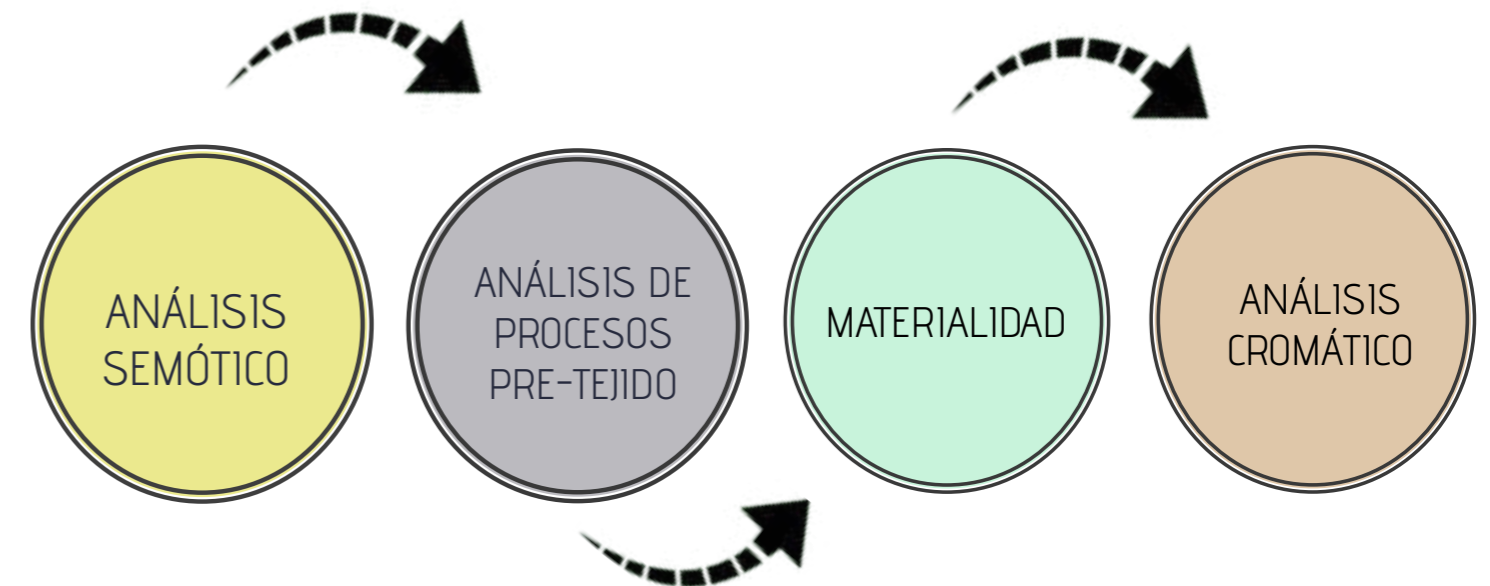 ANÁLISIS
SEMÓTICO
ANÁLISIS DE
PROCESOS
PRE-TEJIDO
MATERIALIDAD
ANÁLISIS
CROMÁTICO